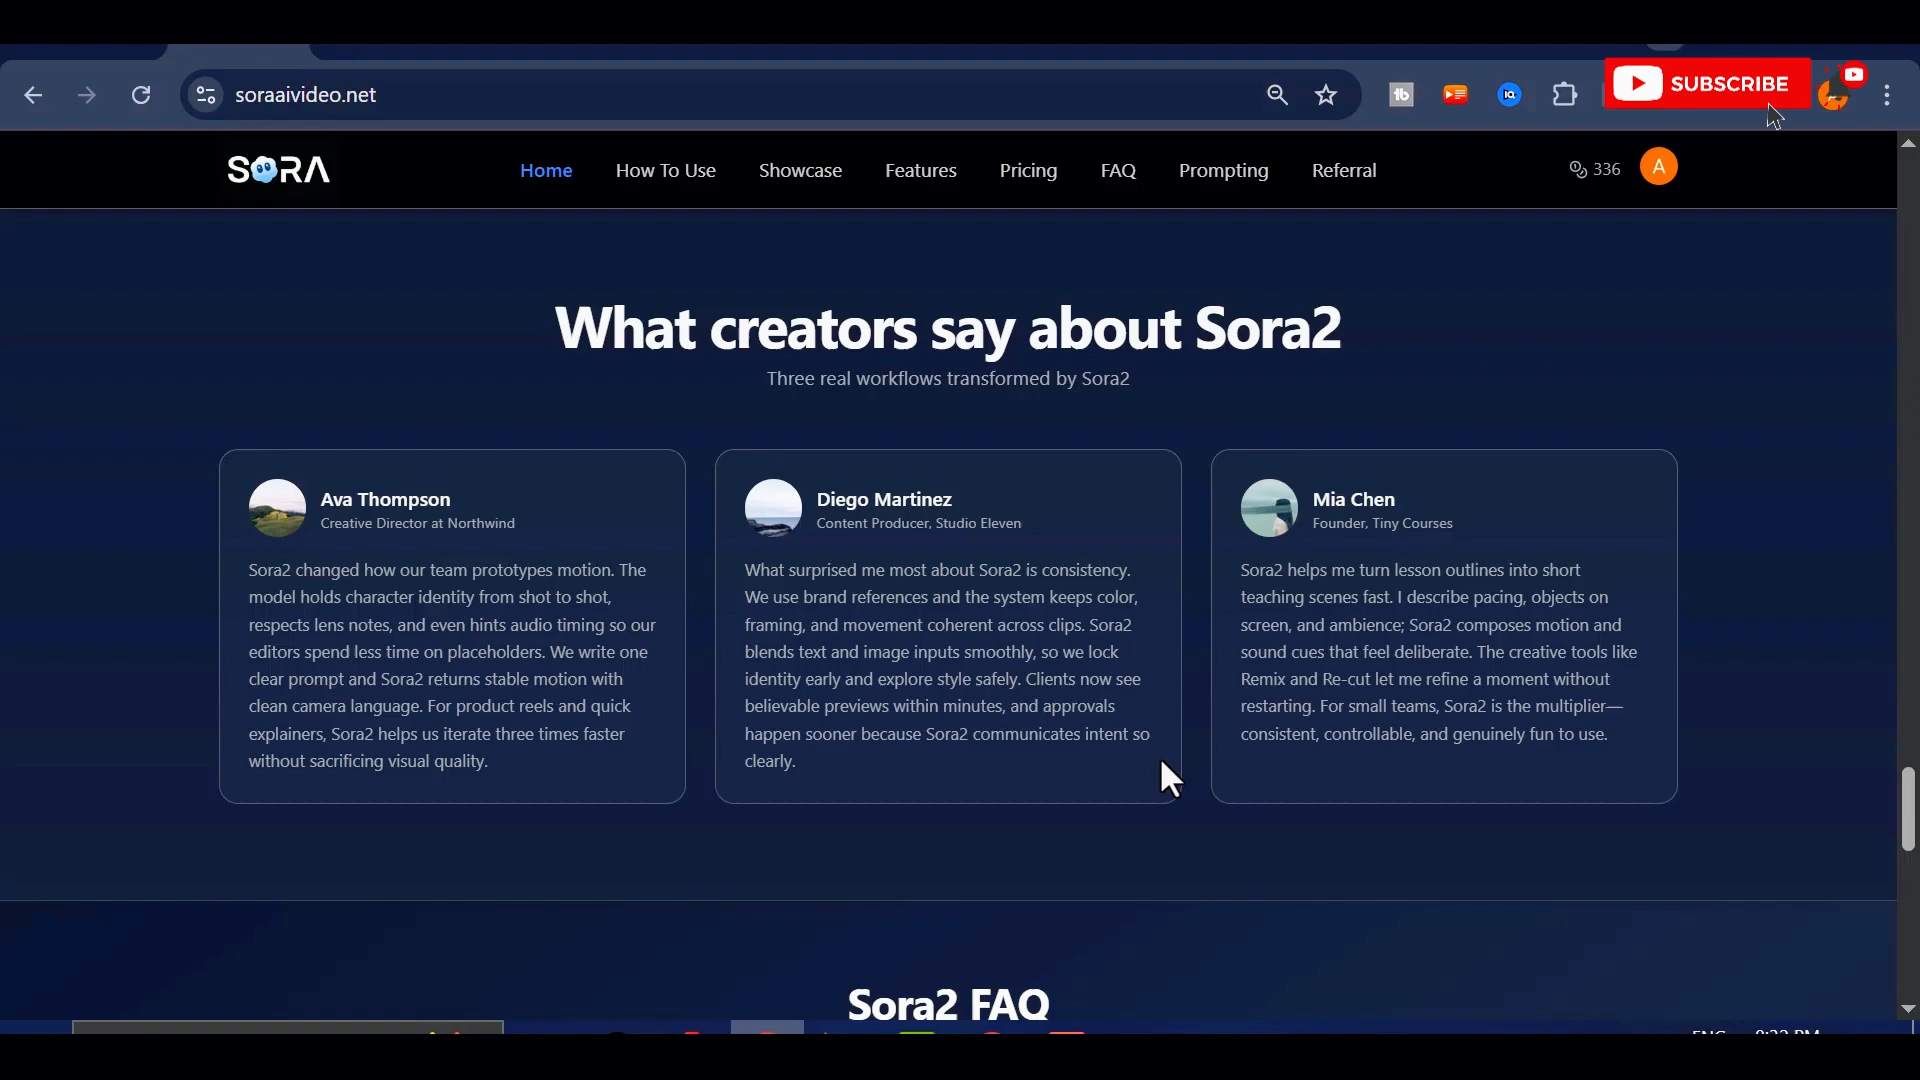 soraaivideo.net
SUBSCRIBE
SORA
Home How To Use Showcase Features Pricing FAQ Prompting Referral
336
A
What creators say about Sora2
Three real workflows transformed by Sora2
Ava Thompson
Creative Director at Northwind
Sora2 changed how our team prototypes motion. The
model holds character identity from shot to shot,
respects lens notes, and even hints audio timing so our
editors spend less time on placeholders. We write one
clear prompt and Sora2 returns stable motion with
clean camera language. For product reels and quick
explainers, Sora2 helps us iterate three times faster
without sacrificing visual quality.
Diego Martinez
Content Producer, Studio Eleven
What surprised me most about Sora2 is consistency.
We use brand references and the system keeps color,
framing, and movement coherent across clips. Sora2
blends text and image inputs smoothly, so we lock
identity early and explore style safely. Clients now see
believable previews within minutes, and approvals
happen sooner because Sora2 communicates intent so
clearly.
Mia Chen
Founder, Tiny Courses
Sora2 helps me turn lesson outlines into short
teaching scenes fast. I describe pacing, objects on
screen, and ambience; Sora2 composes motion and
sound cues that feel deliberate. The creative tools like
Remix and Re-cut let me refine a moment without
restarting. For small teams, Sora2 is the multiplier—
consistent, controllable, and genuinely fun to use.
Sora2 FAQ